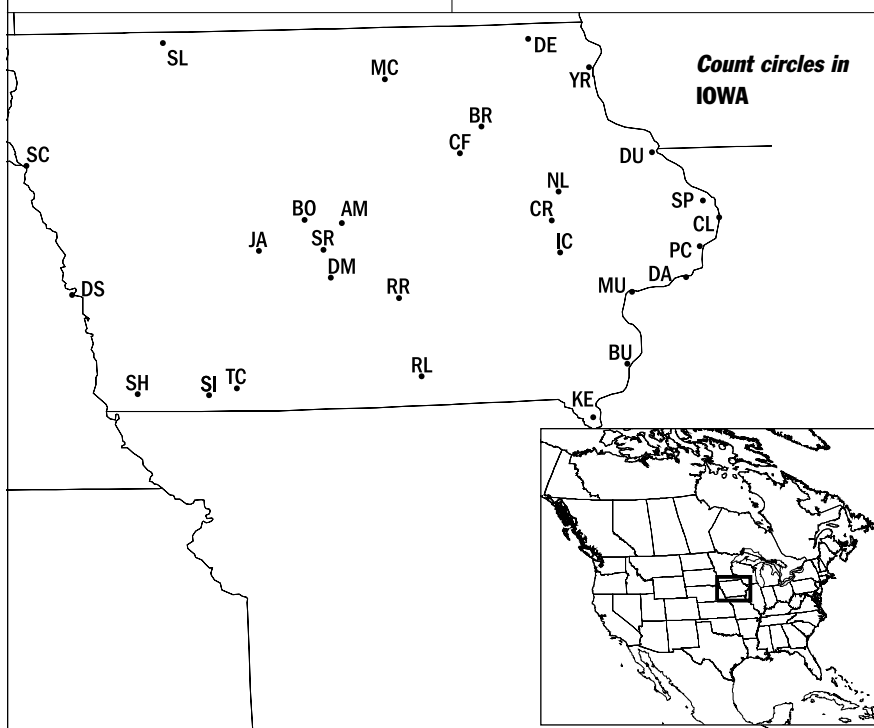 SL
DE
MC
YR
Count circles in
IOWA
BR
CF
DU
SC
NL
SP
BO
AM
CR
CL
JA
SR
IC
PC
DM
DA
DS
RR
MU
BU
RL
SH
SI
TC
KE